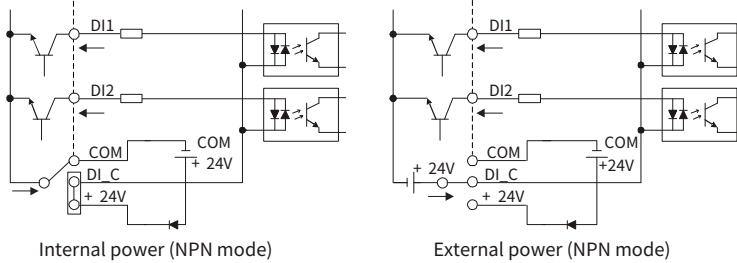 DI1
DI2
COM
COM
+ 24V
DI_C
+ 24V
Internal power (NPN mode)
DI1
DI2
COM
COM
+24V
+ 24V
DI_C
+ 24V
External power (NPN mode)